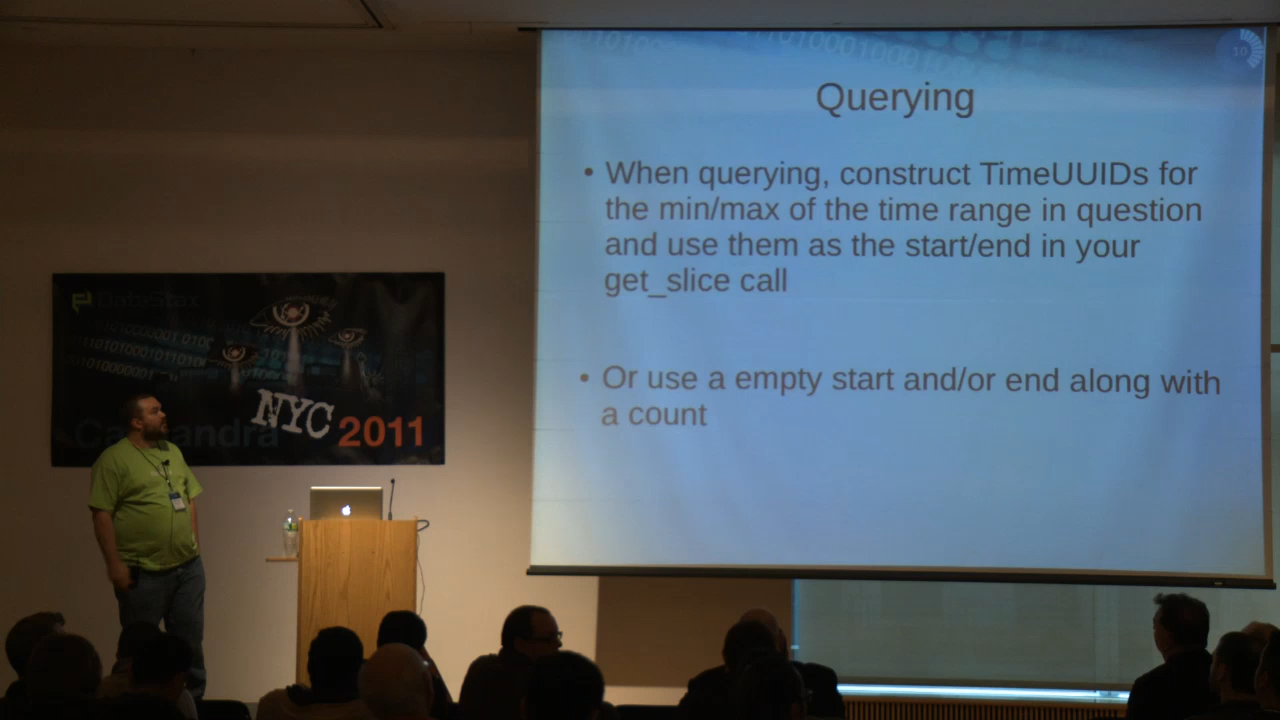 Querying
• When querying, construct TimeUUIDs for
the min/max of the time range in question
and use them as the start/end in your
get_slice call
• Or use a empty start and/or end along with
a count
DataStax
NYC
Cassandra
2011